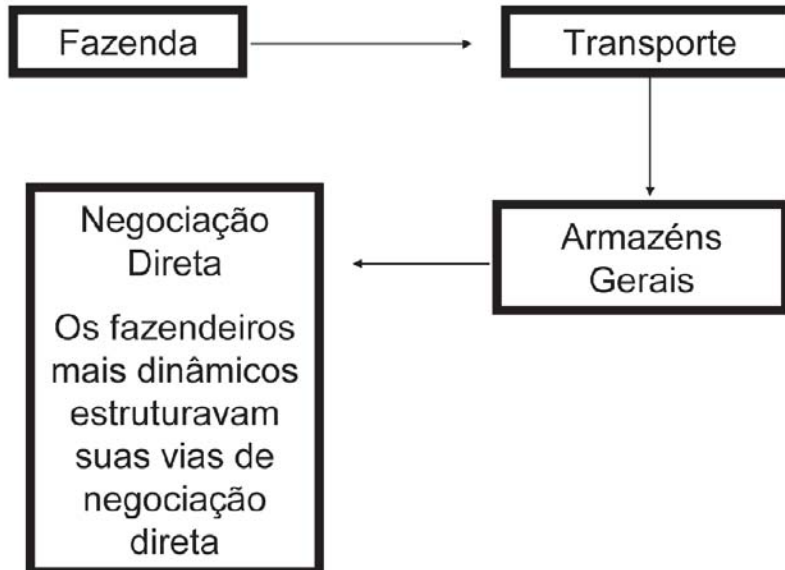 Fazenda
Transporte
Armazéns
Gerais
Negociação
Direta
Os fazendeiros
mais dinâmicos
estruturavam
suas vias de
negociação
direta